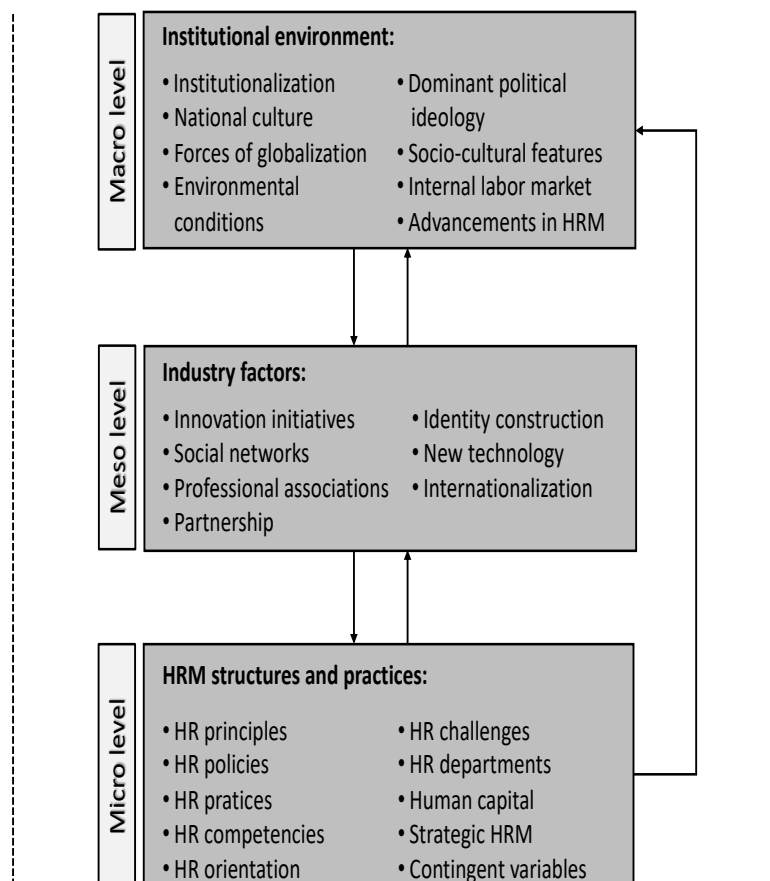 Macro level
Institutional environment:
• Institutionalization
• National culture
• Forces of globalization
• Environmental
conditions
• Dominant political
ideology
• Socio-cultural features
• Internal labor market
• Advancements in HRM
Meso level
Industry factors:
• Innovation initiatives
• Social networks
• Professional associations
• Partnership
• Identity construction
• New technology
• Internationalization
Micro level
HRM structures and practices:
• HR principles
• HR policies
• HR pratices
• HR competencies
• HR orientation
• HR challenges
• HR departments
• Human capital
• Strategic HRM
• Contingent variables